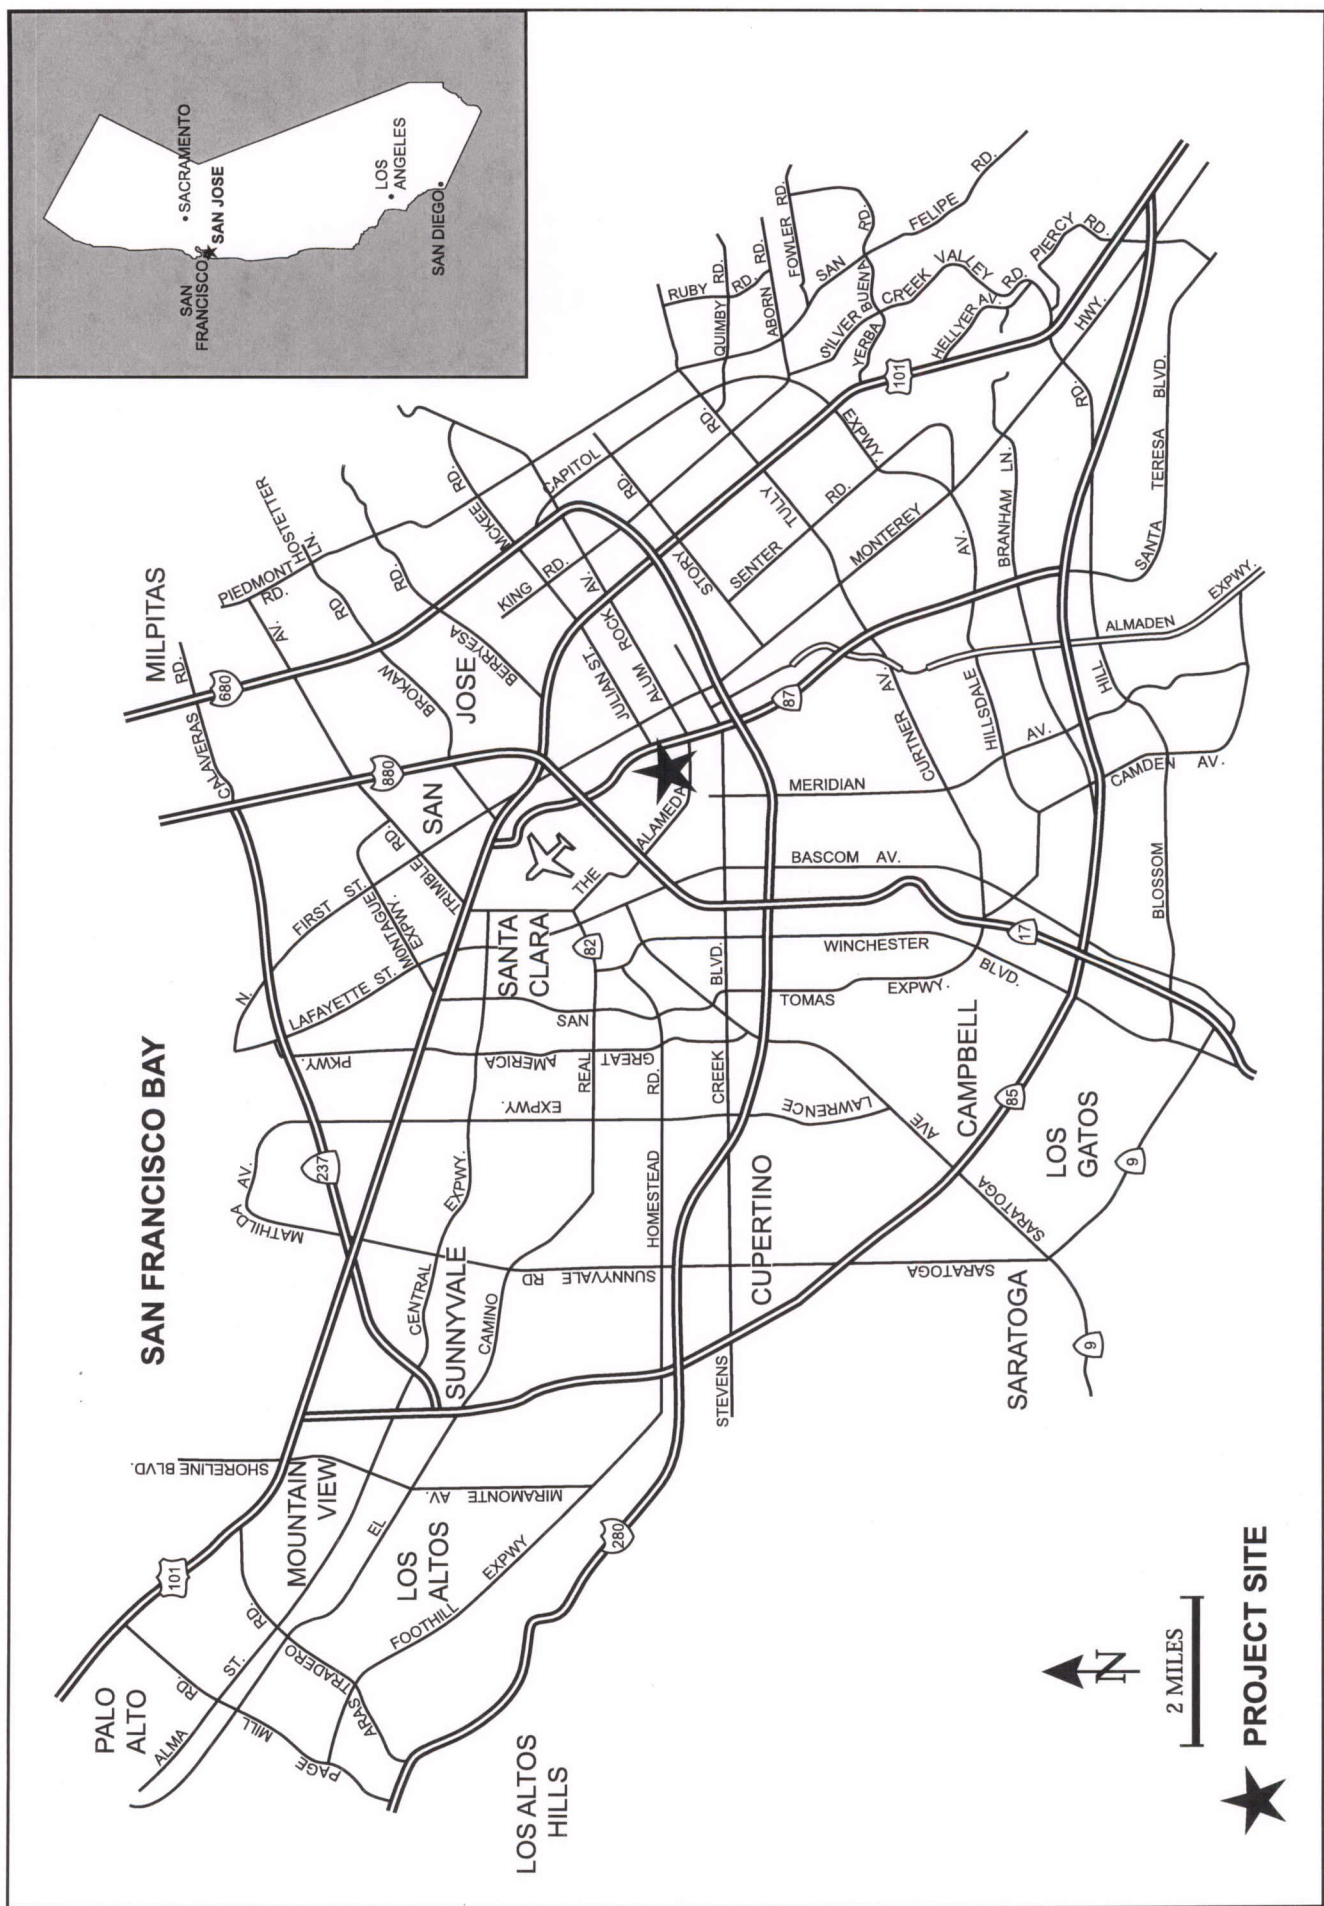 SAN FRANCISCO BAY
MILPITAS
SAN
JOSE
SANTA
CLARA
SUNNYVALE
MOUNTAIN
VIEW
PALO
ALTO
LOS
ALTOS
LOS ALTOS
HILLS
CUPERTINO
SARATOGA
CAMPBELL
LOS
GATOS
SAN
FRANCISCO
SACRAMENTO
SAN JOSE
LOS
ANGELES
SAN DIEGO
101
ALMA
ST.
PAGE
MILL
RD.
ARAS
TRADERO
RD.
FOOTHILL
EXPWY
SHORELINE BLVD.
MIRAMONTE
AV.
EL
CAMINO
REAL
CENTRAL
EXPWY.
MATHILDA
AV.
SUNNYVALE
RD
SARATOGA
237
LAWRENCE
EXPWY.
GREAT
AMERICA
PKWY.
LAFAYETTE ST.
N.
FIRST
ST.
MONTAGUE
EXPWY.
TRIMBLE
RD.
CALAVERAS
RD.
880
680
PIEDMONT
RD.
HOSTETTER
LN.
AV.
BROKAW
RD
BERRYESA
RD.
MCKEE
RD.
KING
RD.
JULIAN ST.
ALUM
ROCK
AV.
CAPITOL
EXPWY.
STORY
RD.
SENTER
RD.
TULLY
RD.
MONTEREY
HWY.
RUBY
RD.
QUIMBY
RD.
ABORN
RD.
FOWLER
RD.
SAN
FELIPE
RD.
SILVER
CREEK
VALLEY
RD.
YERBA
BUENA
RD.
HELLYER
AV.
PIERCY
RD.
101
87
THE
ALAMEDA
82
HOMESTEAD
RD.
STEVENS
CREEK
BLVD.
280
SAN
TOMAS
EXPWY.
WINCHESTER
BLVD.
BASCOM
AV.
MERIDIAN
AV.
CURTNER
AV.
HILLSDALE
AV.
BRANHAM
LN.
CAMDEN
AV.
ALMADEN
EXPWY.
BLOSSOM
HILL
RD.
SANTA
TERESA
BLVD.
17
85
SARATOGA
AVE
9
9
N
2 MILES
PROJECT SITE